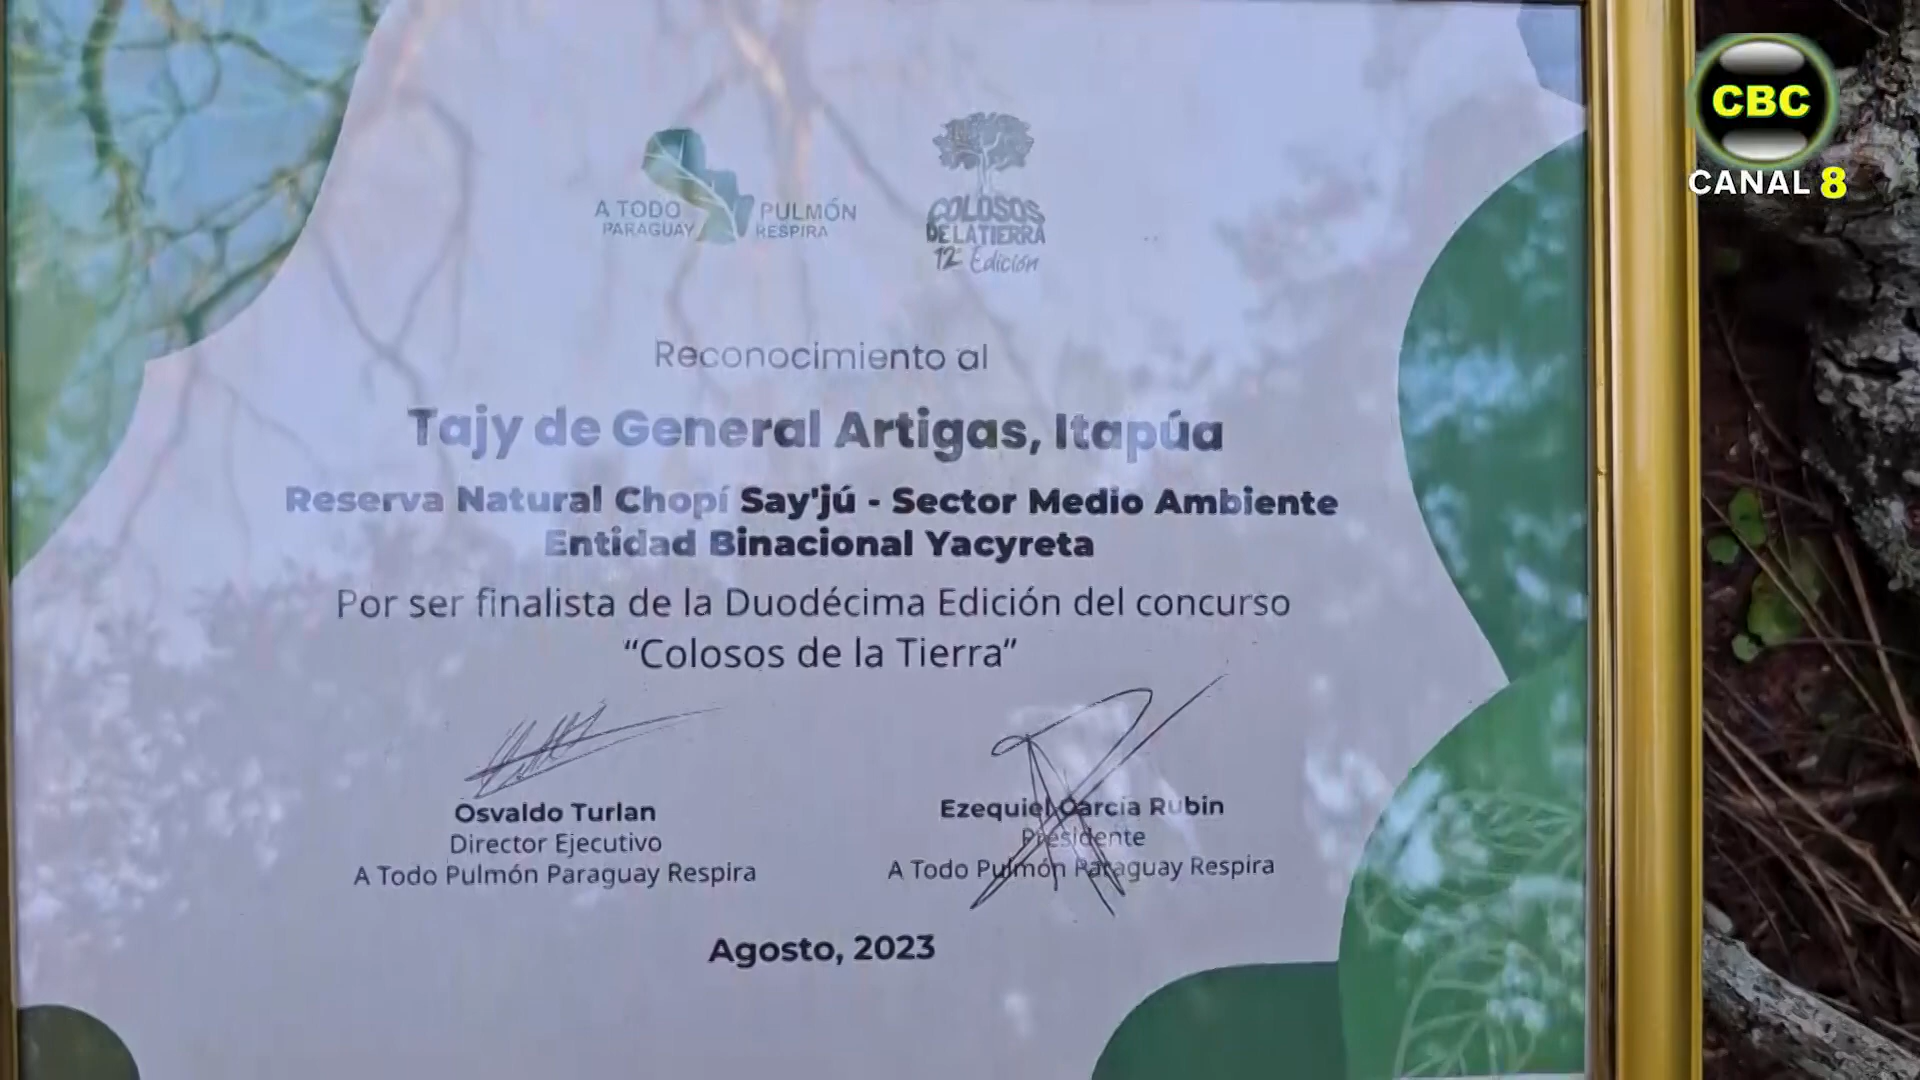 CBC
CANAL 8
A TODO PULMÓN
PARAGUAY RESPIRA
COLOSOS
DE LA TIERRA
12ª Edición
Reconocimiento al
Tajy de General Artigas, Itapúa
Reserva Natural Chopí Say'jú - Sector Medio Ambiente
Entidad Binacional Yacyreta
Por ser finalista de la Duodécima Edición del concurso
“Colosos de la Tierra”
Osvaldo Turlan
Director Ejecutivo
A Todo Pulmón Paraguay Respira
Ezequiel Garcia Rubin
Presidente
A Todo Pulmón Paraguay Respira
Agosto, 2023